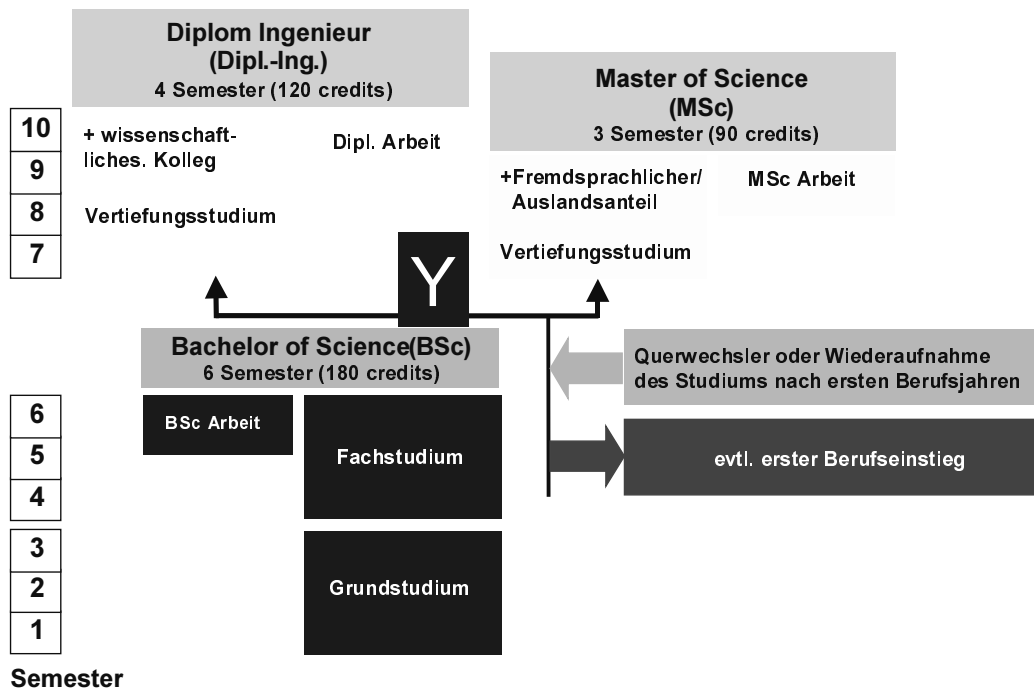 Diplom Ingenieur
(Dipl.-Ing.)
4 Semester (120 credits)
Master of Science
(MSc)
3 Semester (90 credits)
10
9
8
7
+ wissenschaft-
liches. Kolleg
Dipl. Arbeit
Vertiefungsstudium
+Fremdsprachlicher/
Auslandsanteil
MSc Arbeit
Vertiefungsstudium
Y
Bachelor of Science(BSc)
6 Semester (180 credits)
Querwechsler oder Wiederaufnahme
des Studiums nach ersten Berufsjahren
6
5
4
BSc Arbeit
Fachstudium
evtl. erster Berufseinstieg
3
2
1
Grundstudium
Semester